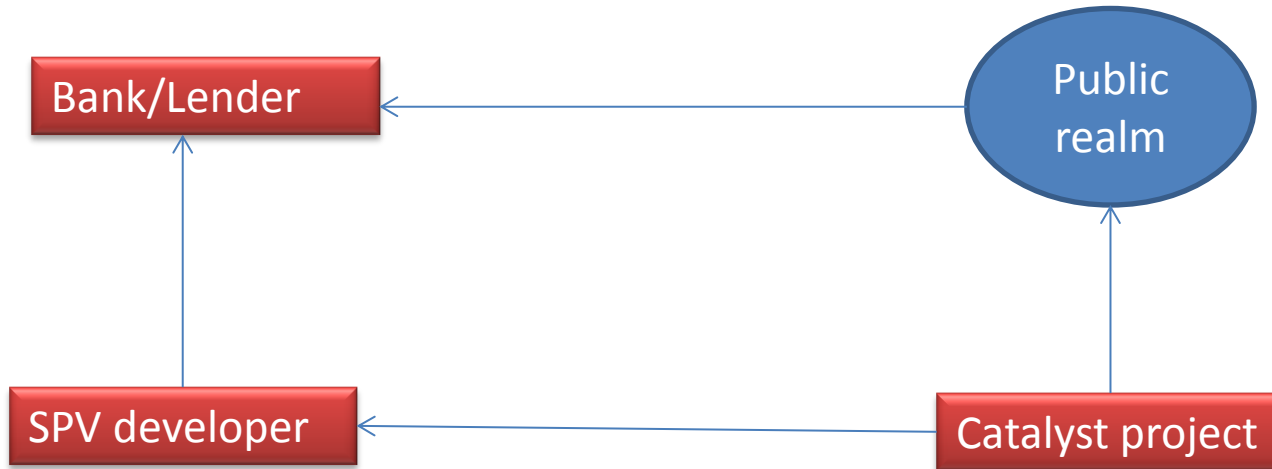 Bank/Lender
Public
realm
SPV developer
Catalyst project